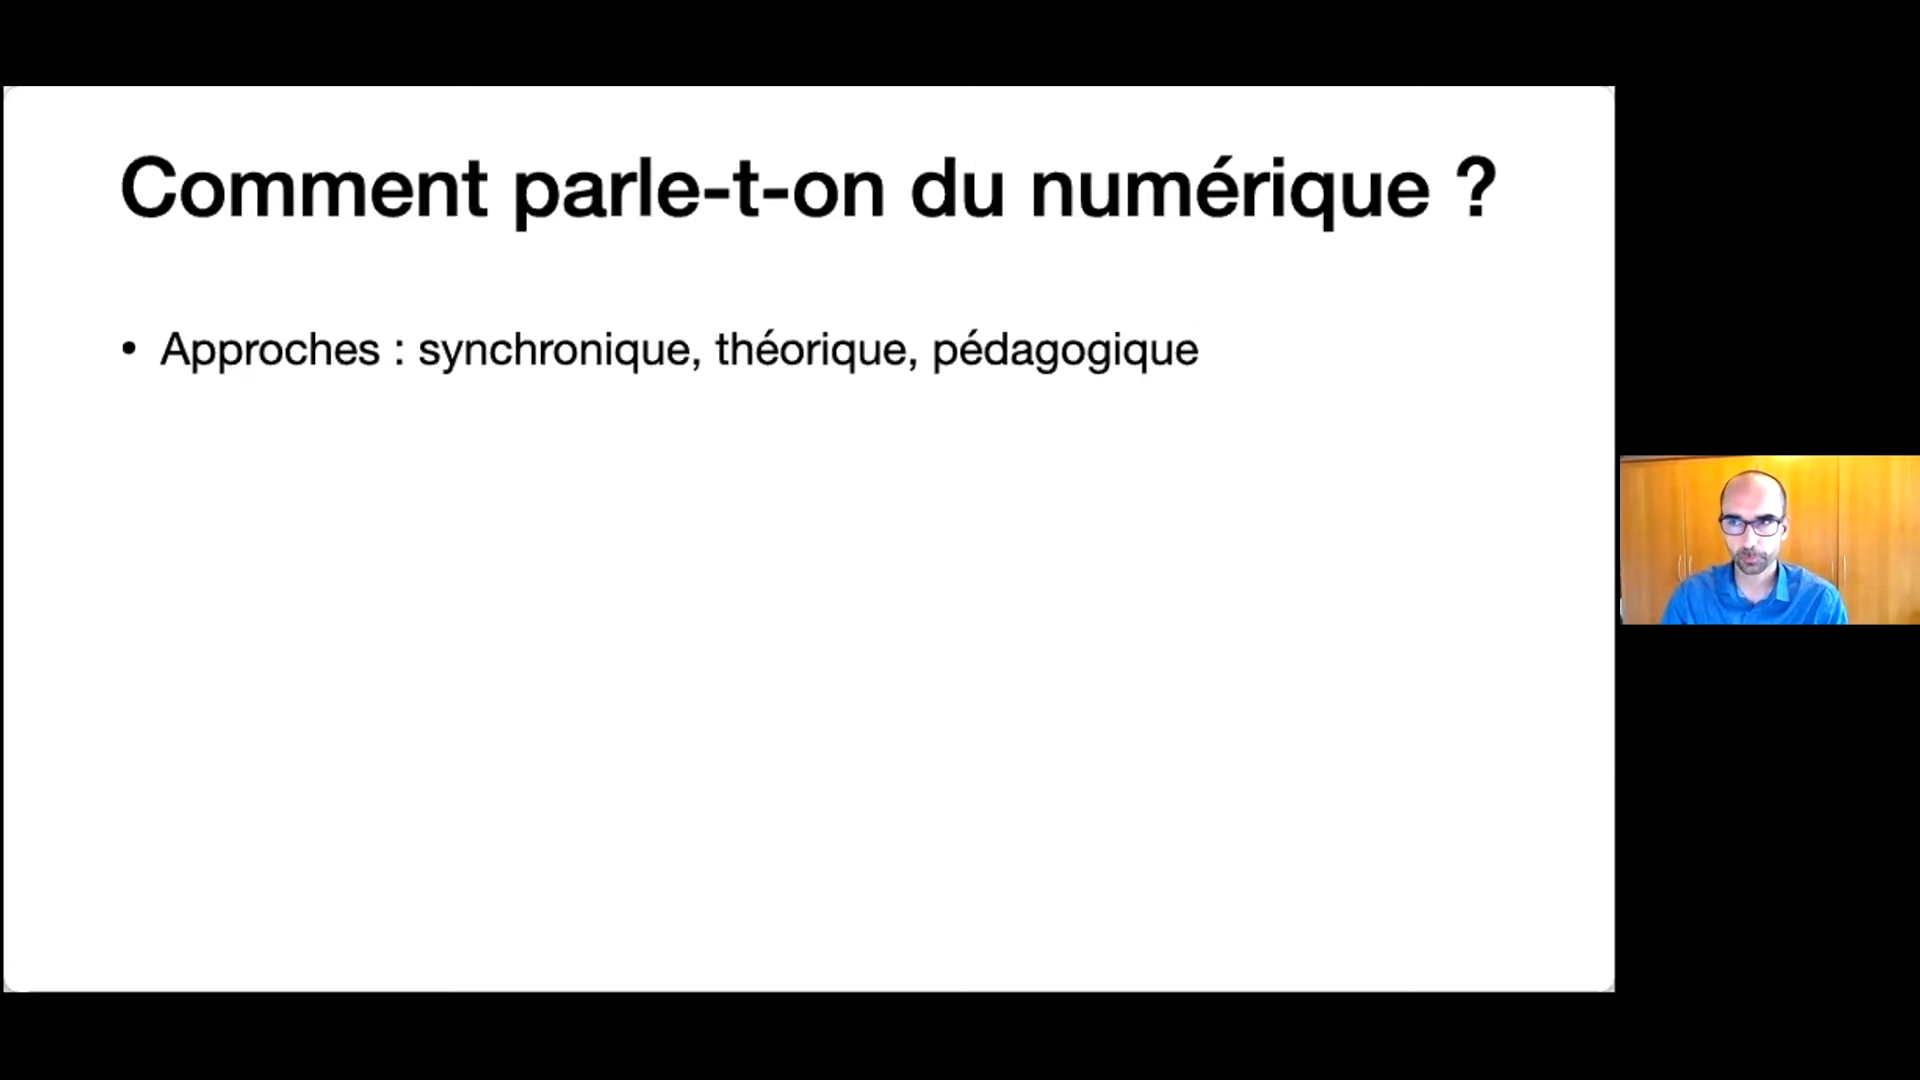 Comment parle-t-on du numérique ?
• Approches : synchronique, théorique, pédagogique